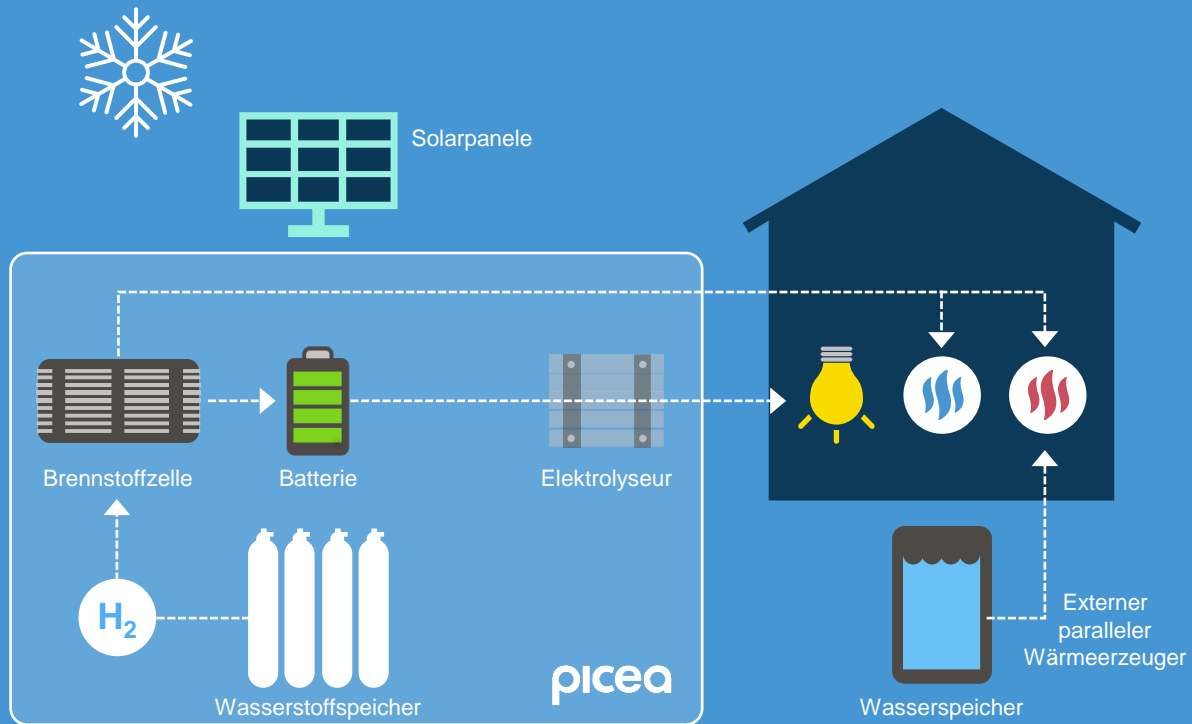 Solarpanele
Brennstoffzelle
Batterie
Elektrolyseur
H2
Wasserstoffspeicher
picea
Externer
paralleler
Wärmeerzeuger
Wasserspeicher